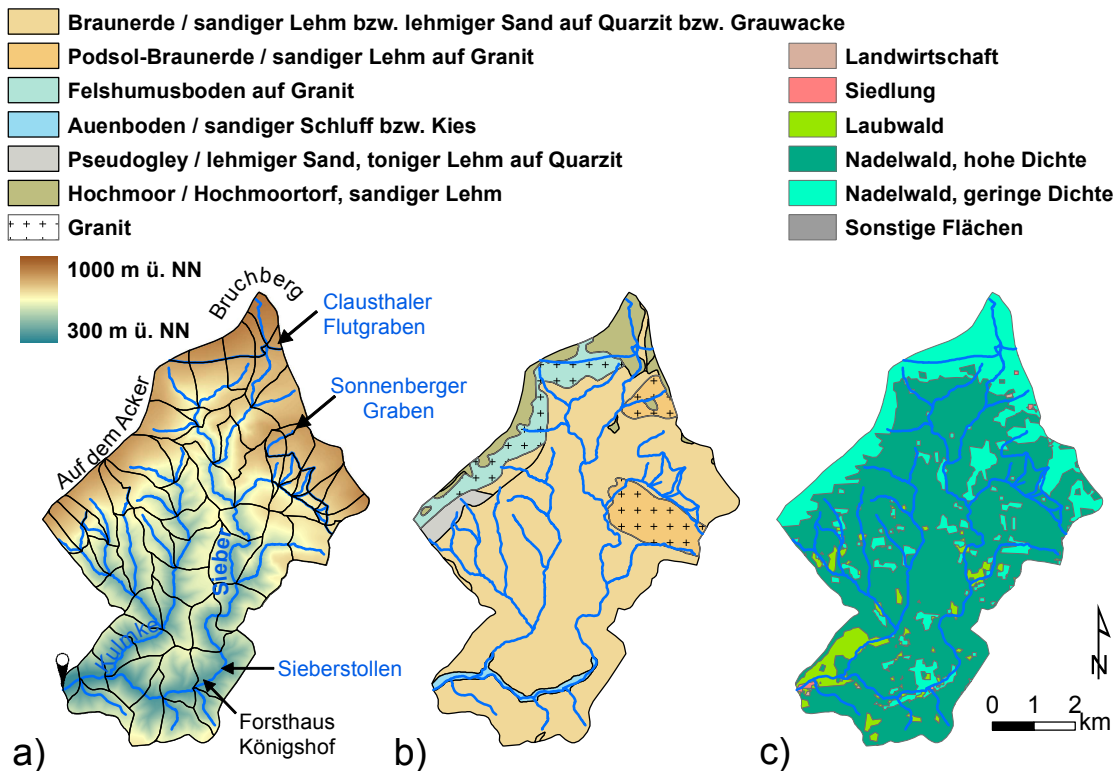 Braunerde / sandiger Lehm bzw. lehmiger Sand auf Quarzit bzw. Grauwacke
Podsol-Braunerde / sandiger Lehm auf Granit
Felshumusboden auf Granit
Auenboden / sandiger Schluff bzw. Kies
Pseudogley / lehmiger Sand, toniger Lehm auf Quarzit
Hochmoor / Hochmoortorf, sandiger Lehm
Granit
Landwirtschaft
Siedlung
Laubwald
Nadelwald, hohe Dichte
Nadelwald, geringe Dichte
Sonstige Flächen
1000 m ü. NN
300 m ü. NN
Bruchberg
Clausthaler
Flutgraben
Sonnenberger
Graben
Auf dem Acker
Sieber
Kulmke
Sieberstollen
Forsthaus
Königshof
N
0 1 2
km
a)
b)
c)